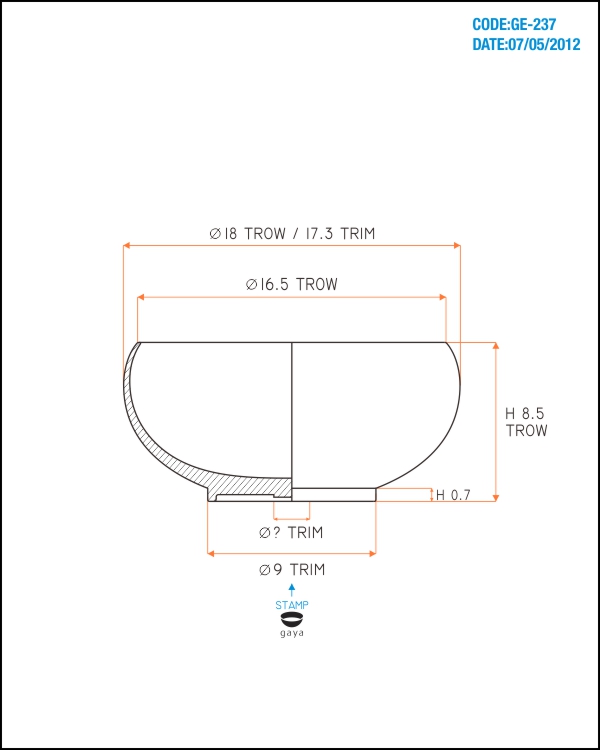 CODE:GE-237
DATE:07/05/2012
Ø18 TROW / 17.3 TRIM
Ø16.5 TROW
H 8.5
TROW
H 0.7
Ø? TRIM
Ø9 TRIM
STAMP
gaya